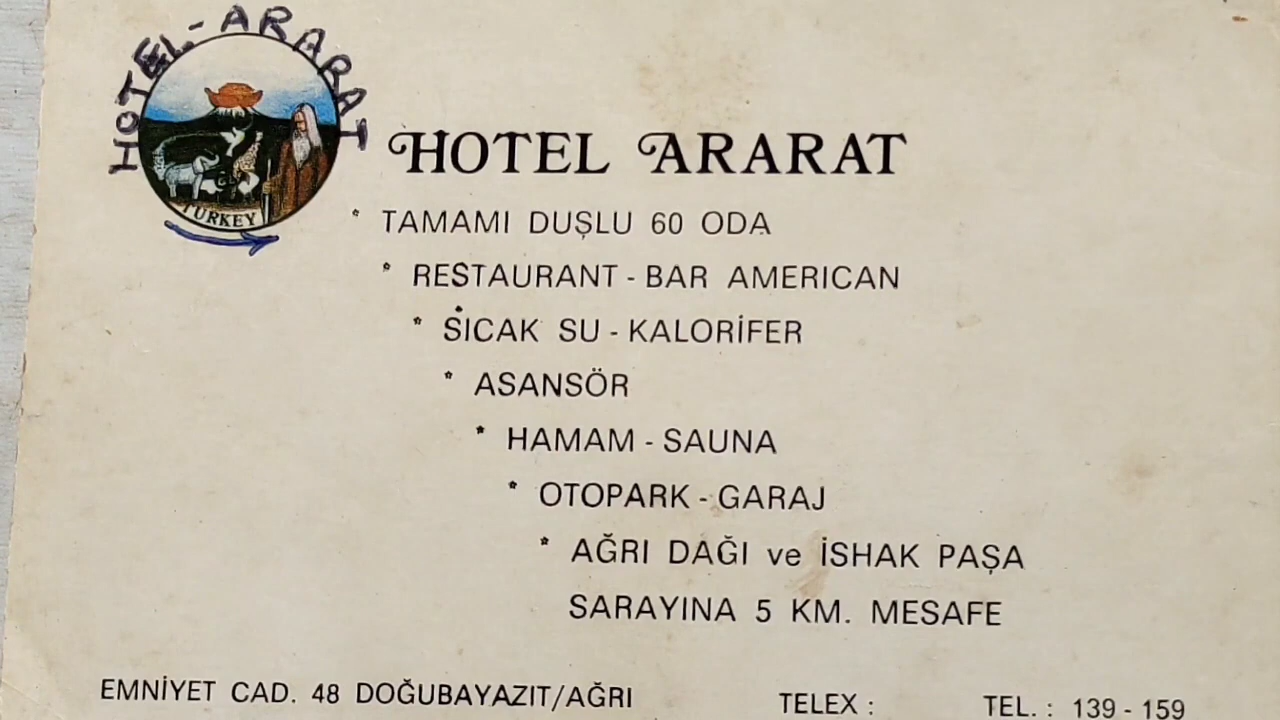 HOTEL-ARARAT
TURKEY
HOTEL ARARAT
* TAMAMI DUŞLU 60 ODA
* RESTAURANT - BAR AMERICAN
* SICAK SU - KALORİFER
* ASANSÖR
* HAMAM - SAUNA
* OTOPARK - GARAJ
* AĞRI DAĞI ve İSHAK PAŞA
SARAYINA 5 KM. MESAFE
EMNİYET CAD. 48 DOĞUBAYAZIT/AĞRI TELEX : TEL. : 139 - 159